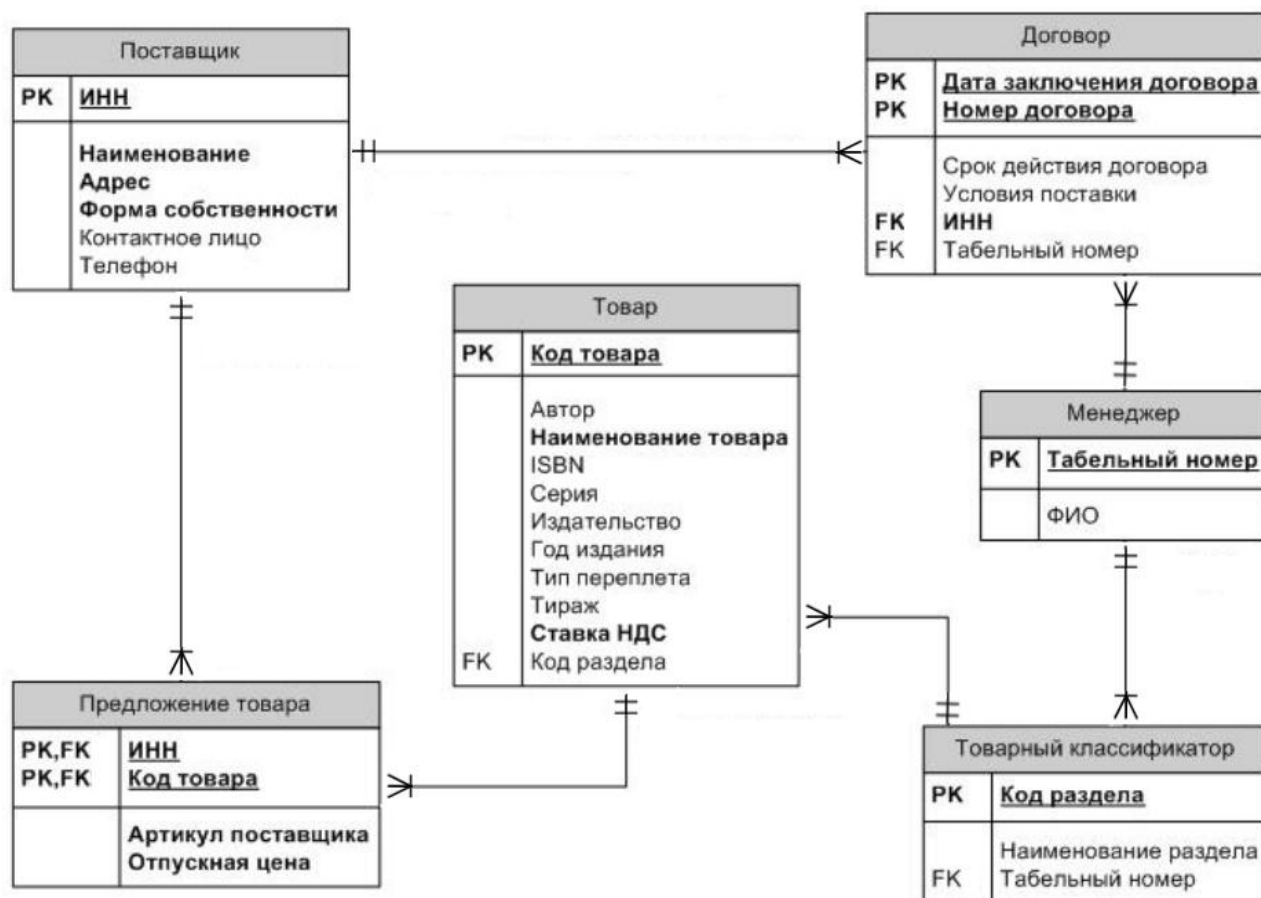 Поставщик
PK ИНН
Наименование
Адрес
Форма собственности
Контактное лицо
Телефон
Договор
PK Дата заключения договора
PK Номер договора
Срок действия договора
Условия поставки
FK ИНН
FK Табельный номер
Товар
PK Код товара
Автор
Наименование товара
ISBN
Серия
Издательство
Год издания
Тип переплета
Тираж
Ставка НДС
FK Код раздела
Менеджер
PK Табельный номер
ФИО
Предложение товара
PK,FK ИНН
PK,FK Код товара
Артикул поставщика
Отпускная цена
Товарный классификатор
PK Код раздела
Наименование раздела
FK Табельный номер